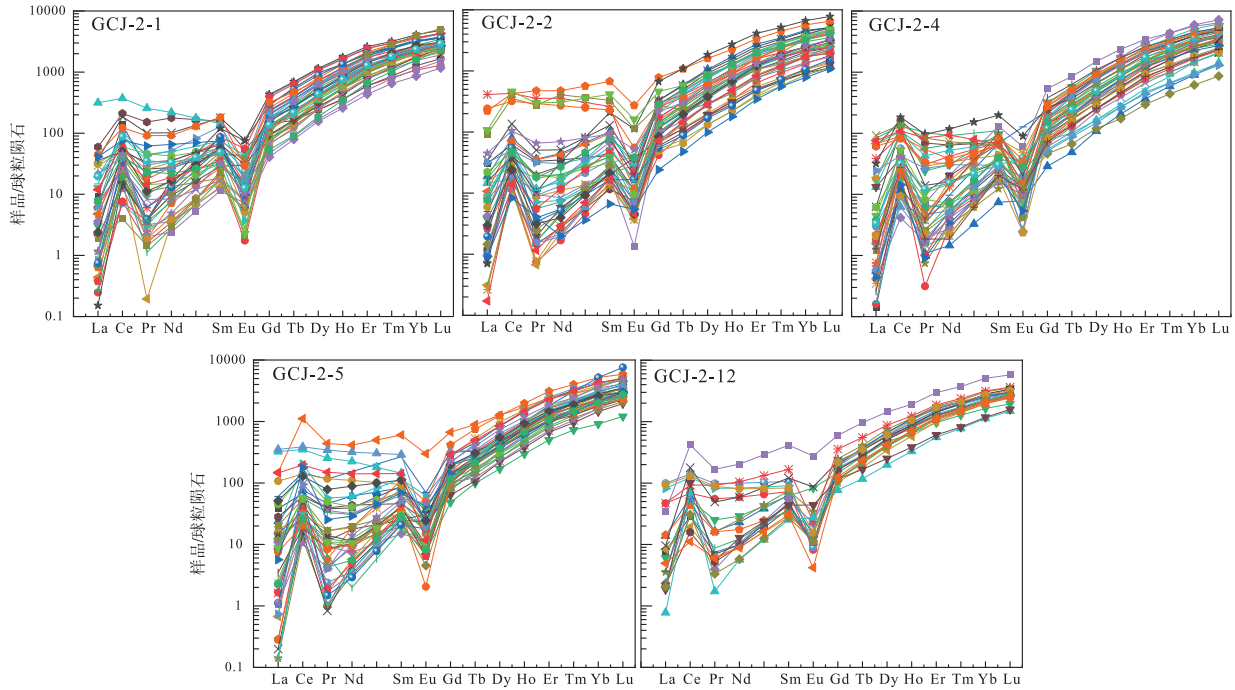 GCJ-2-1
GCJ-2-2
GCJ-2-4
10000
1000
100
10
1
0.1
样品/球粒陨石
La Ce Pr Nd Sm Eu Gd Tb Dy Ho Er Tm Yb Lu
La Ce Pr Nd Sm Eu Gd Tb Dy Ho Er Tm Yb Lu
La Ce Pr Nd Sm Eu Gd Tb Dy Ho Er Tm Yb Lu
GCJ-2-5
GCJ-2-12
10000
1000
100
10
1
0.1
样品/球粒陨石
La Ce Pr Nd Sm Eu Gd Tb Dy Ho Er Tm Yb Lu
La Ce Pr Nd Sm Eu Gd Tb Dy Ho Er Tm Yb Lu